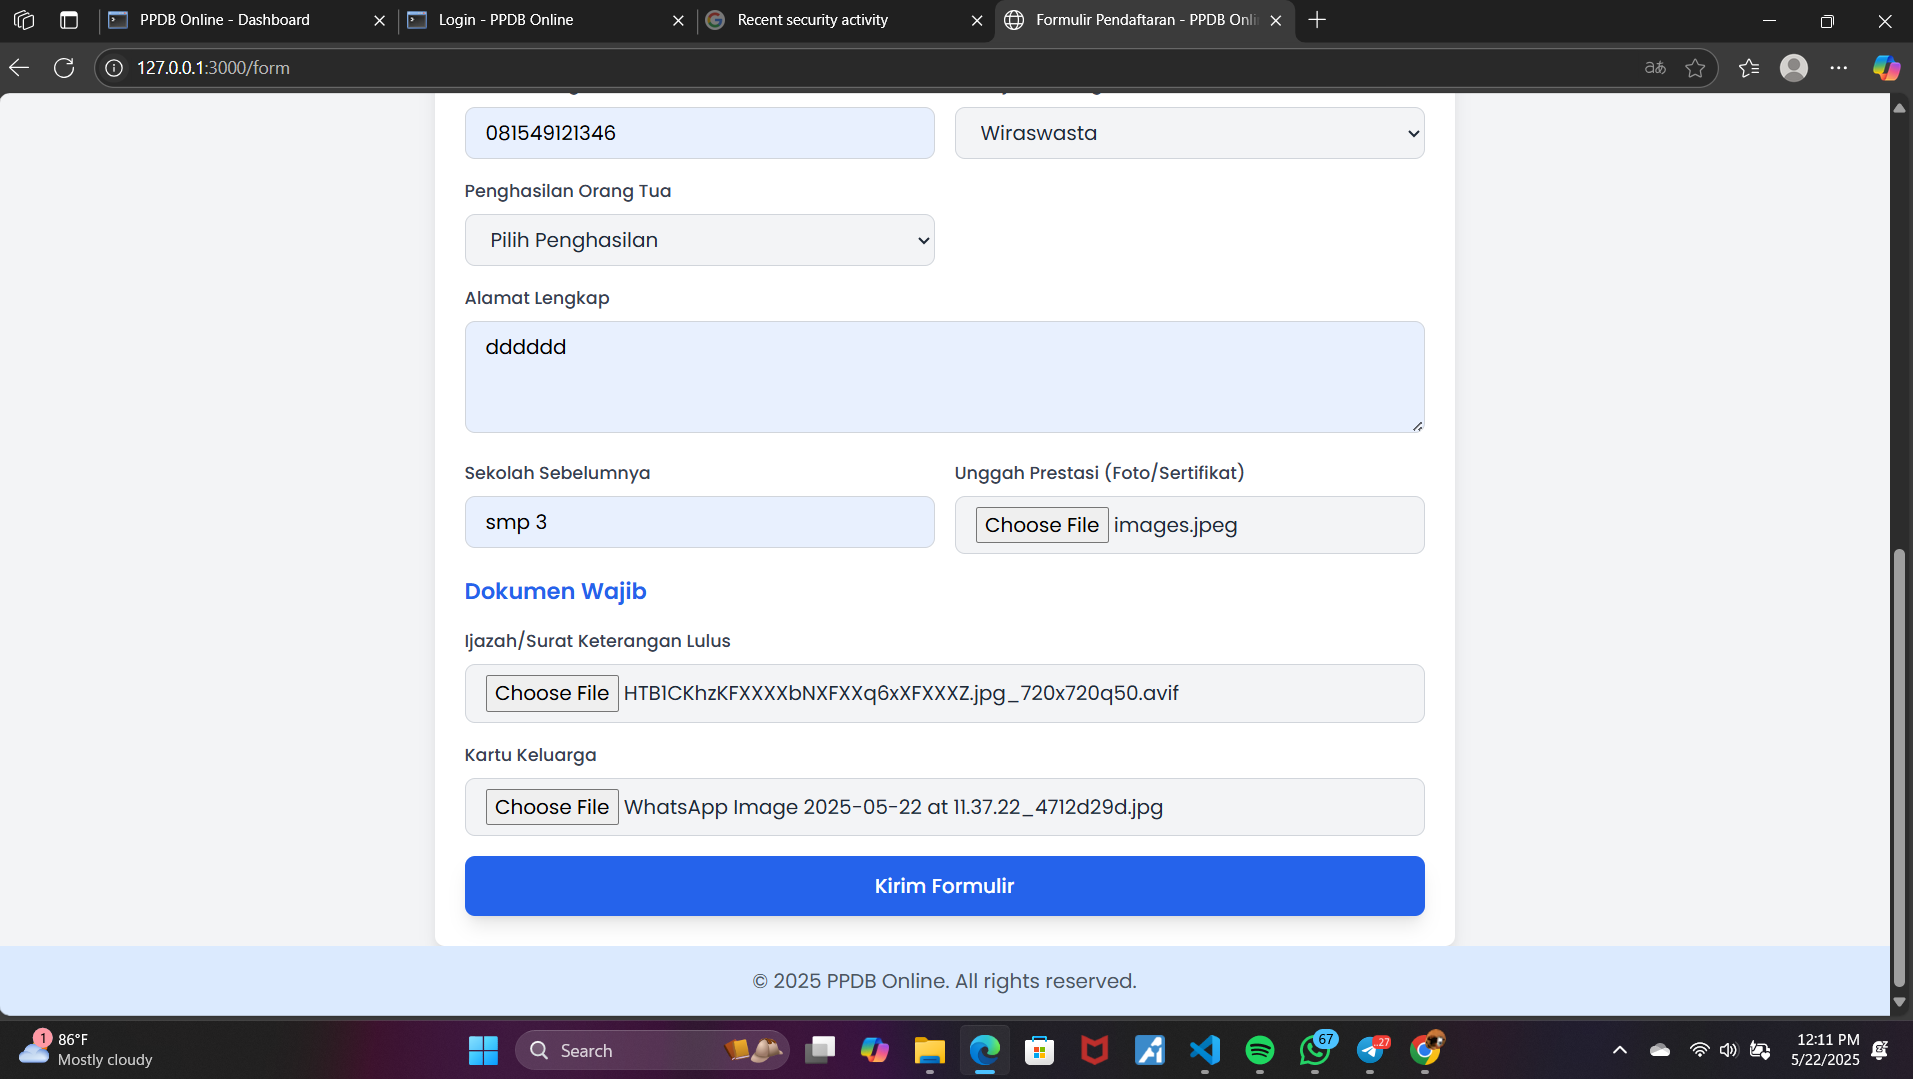 PPDB Online - Dashboard
Login - PPDB Online
Recent security activity
Formulir Pendaftaran - PPDB Onli
127.0.0.1:3000/form
081549121346
Wiraswasta
Penghasilan Orang Tua
Pilih Penghasilan
Alamat Lengkap
dddddd
Sekolah Sebelumnya
Unggah Prestasi (Foto/Sertifikat)
smp 3
Choose File images.jpeg
Dokumen Wajib
Ijazah/Surat Keterangan Lulus
Choose File HTB1CKhzKFXXXXbNXFXXq6xXFXXXZ.jpg_720x720q50.avif
Kartu Keluarga
Choose File WhatsApp Image 2025-05-22 at 11.37.22_4712d29d.jpg
Kirim Formulir
© 2025 PPDB Online. All rights reserved.
1
86°F
Mostly cloudy
Search
67
..27
12:11 PM
5/22/2025